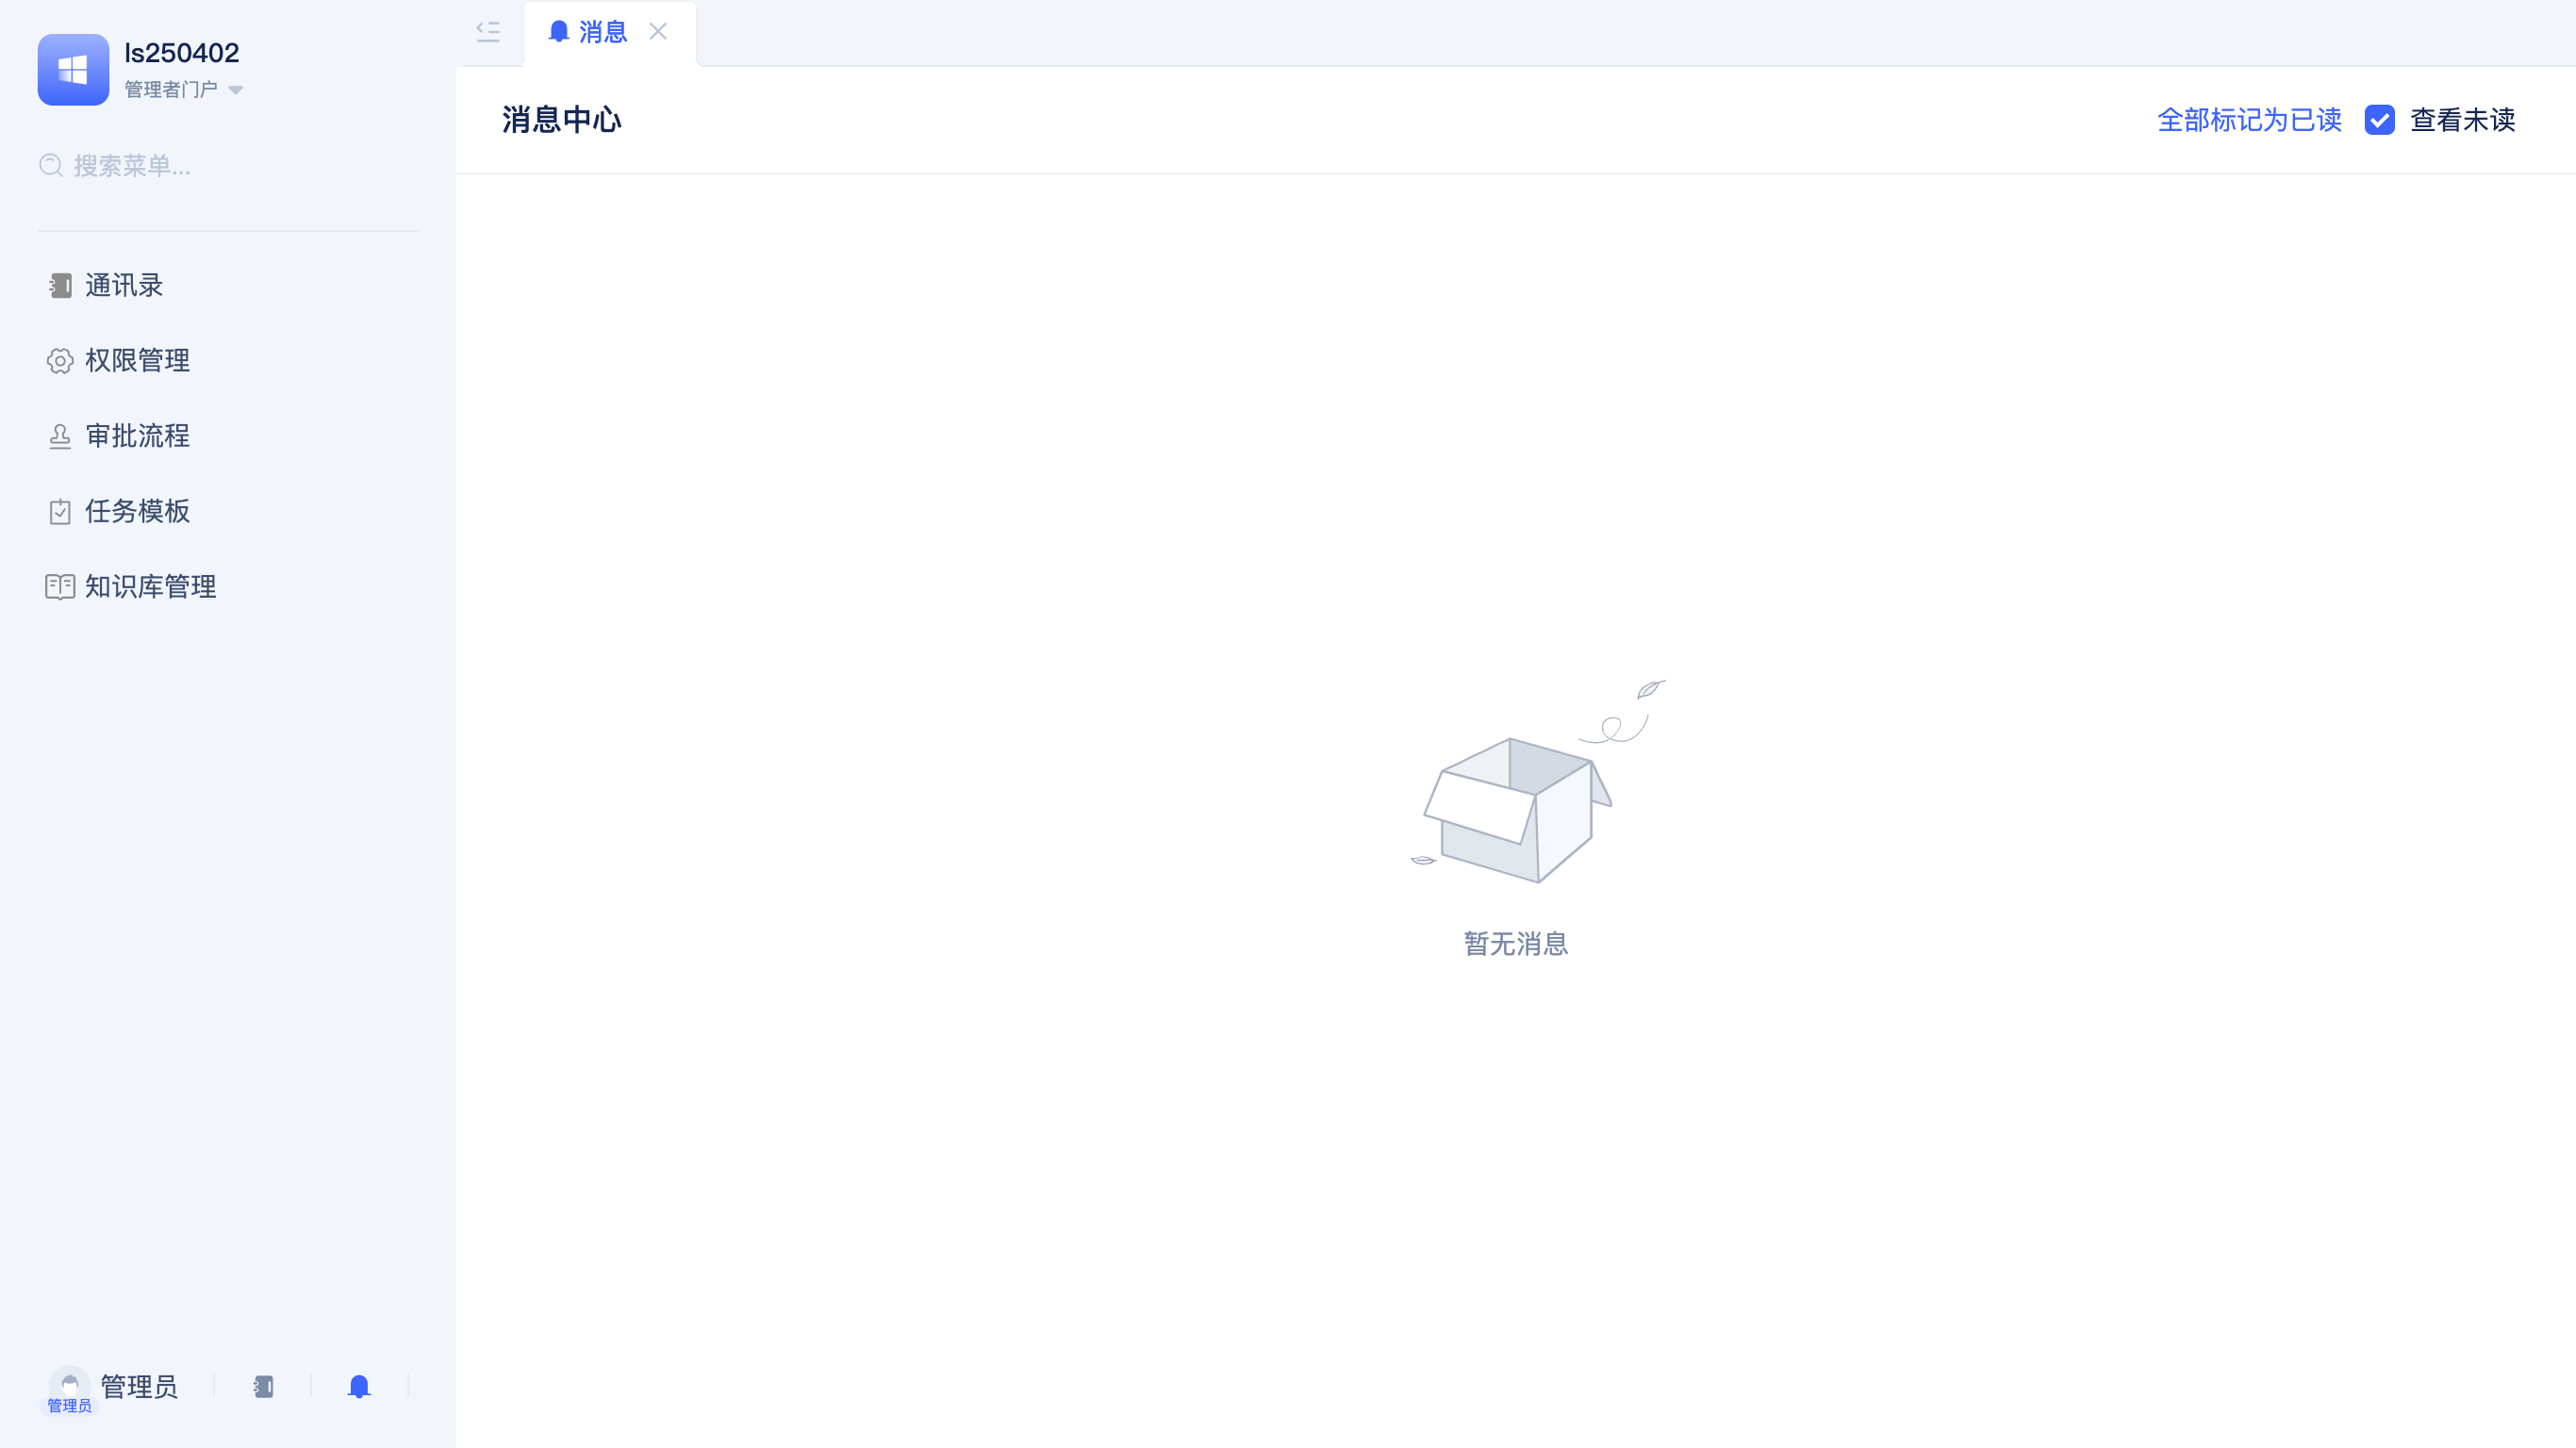 ls250402
管理者门户
搜索菜单...
通讯录
权限管理
审批流程
任务模板
知识库管理
管理员
管理员
消息
消息中心
全部标记为已读
查看未读
暂无消息